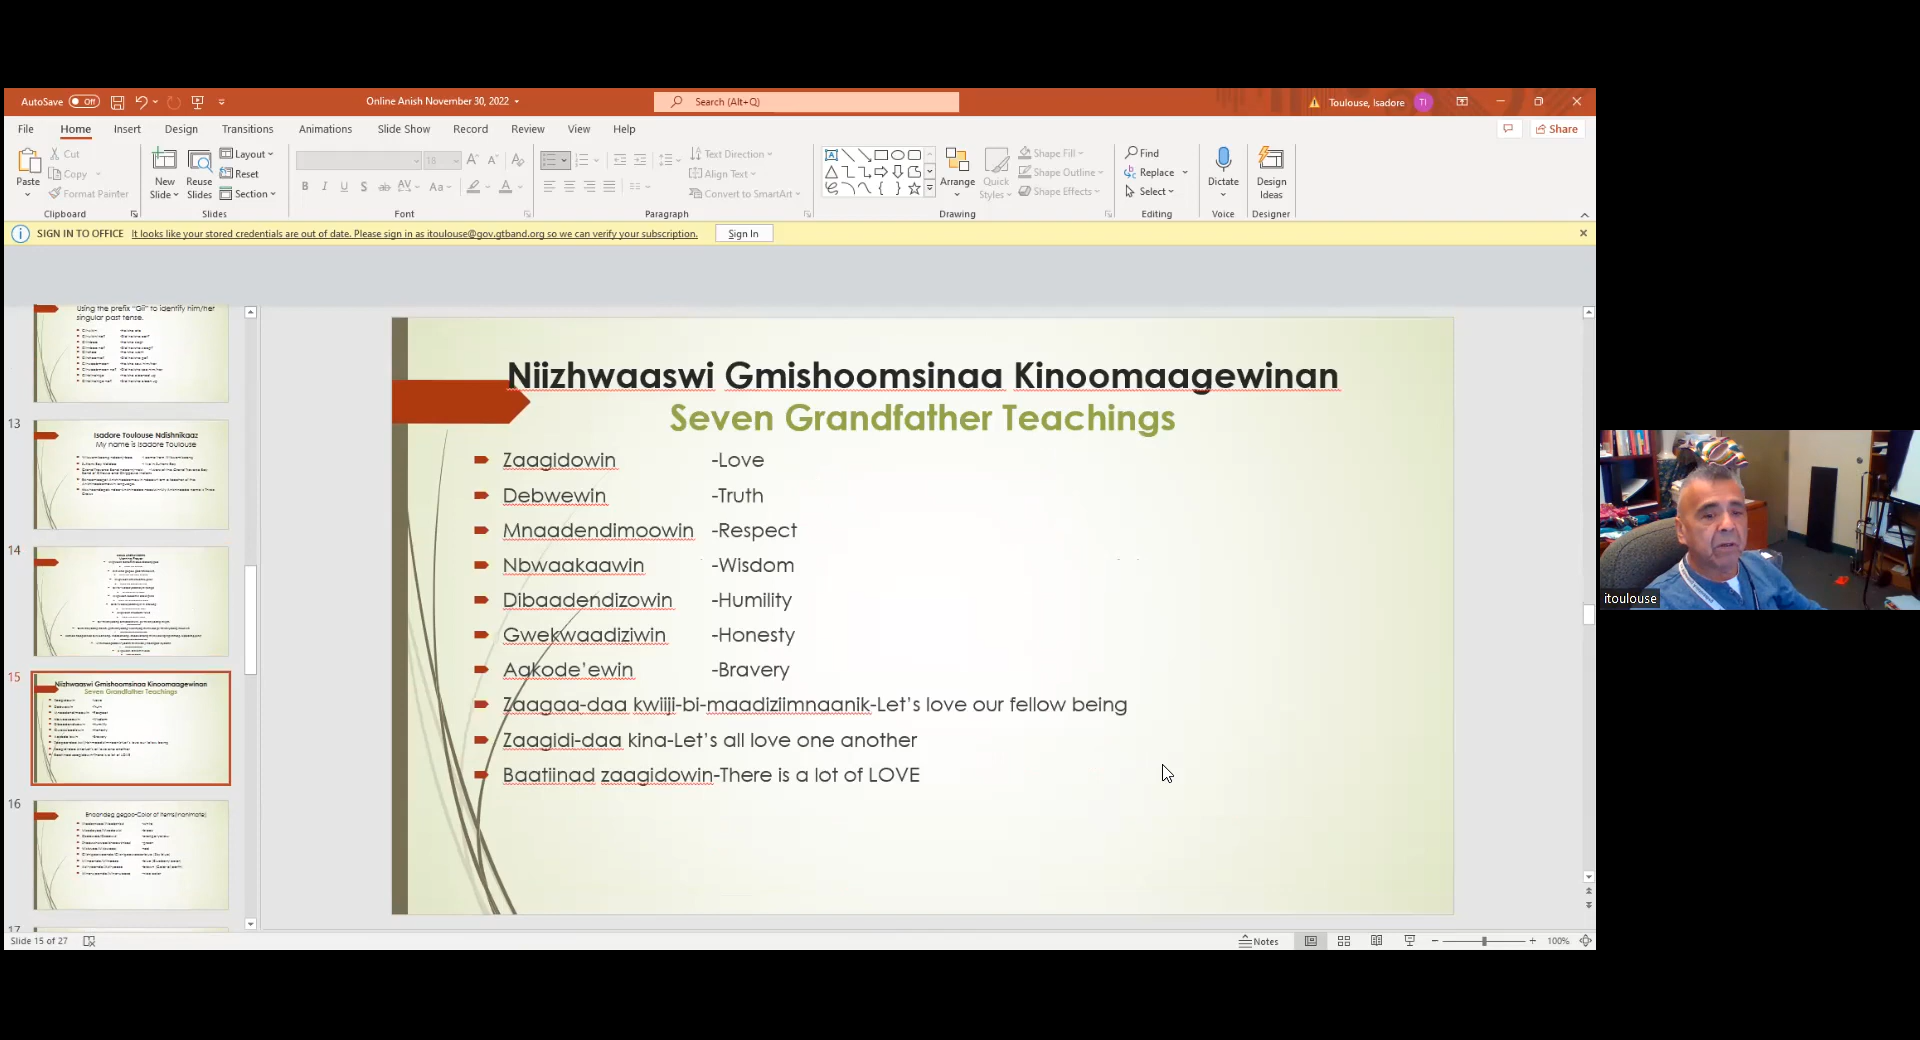 AutoSave Off
Online Anish November 30, 2022
Search (Alt+Q)
Toulouse, Isadore TI
File Home Insert Design Transitions Animations Slide Show Record Review View Help
Share
Paste
Cut
Copy
Format Painter
Clipboard
New Slide
Reuse Slides
Layout
Reset
Section
Slides
18
Font
Text Direction
Align Text
Convert to SmartArt
Paragraph
Arrange
Quick Styles
Shape Fill
Shape Outline
Shape Effects
Drawing
Find
Replace
Select
Editing
Dictate
Voice
Design Ideas
Designer
SIGN IN TO OFFICE It looks like your stored credentials are out of date. Please sign in as itoulouse@gov.gtband.org so we can verify your subscription. Sign In
Using the prefix "Gii" to identify him/her
singular past tense.
13
Isadore Toulouse Ndishnikaaz
My name is Isadore Toulouse
14
15
Niizhwaaswi Gmishoomsinaa Kinoomaagewinan
Seven Grandfather Teachings
16
Enaandeg gegoo-Color of items(inanimate)
17
Niizhwaaswi Gmishoomsinaa Kinoomaagewinan
Seven Grandfather Teachings
Zaagidowin -Love
Debwewin -Truth
Mnaadendimoowin -Respect
Nbwaakaawin -Wisdom
Dibaadendizowin -Humility
Gwekwaadiziwin -Honesty
Aakode'ewin -Bravery
Zaagaa-daa kwiiji-bi-maadiziimnaanik-Let's love our fellow being
Zaagidi-daa kina-Let's all love one another
Baatiinad zaagidowin-There is a lot of LOVE
itoulouse
Slide 15 of 27
Notes
100%